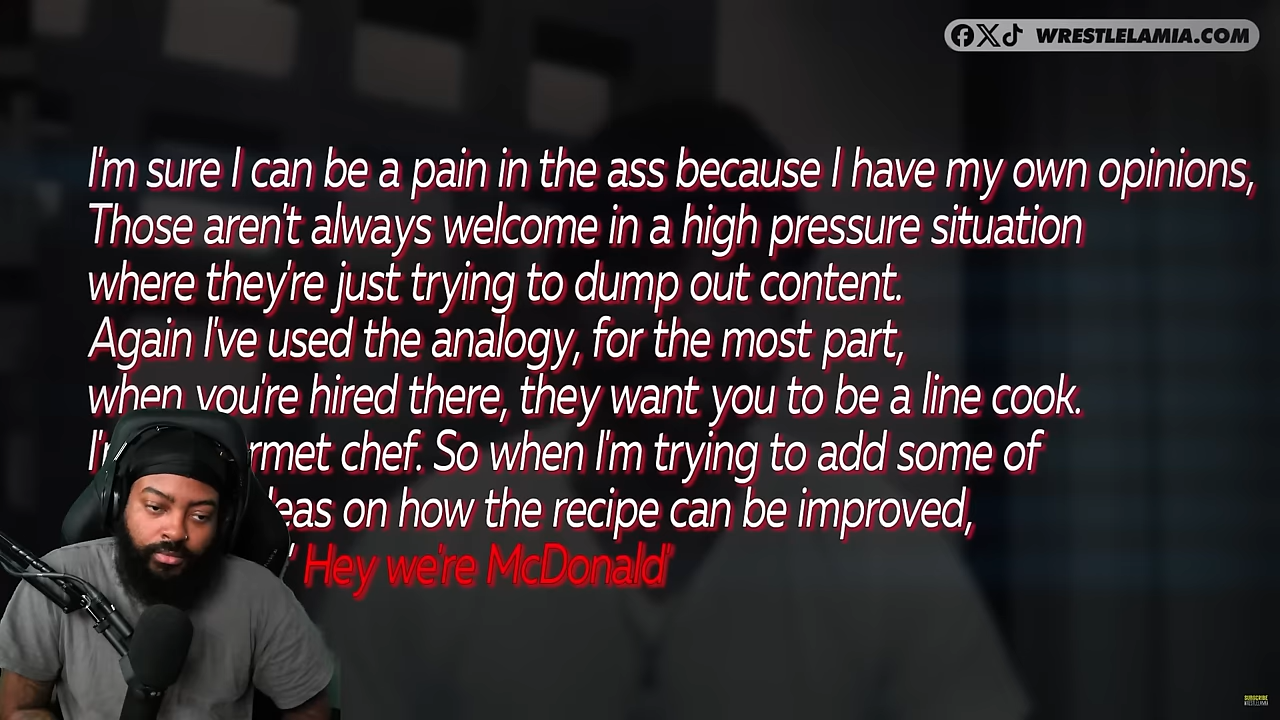 WRESTLELAMIA.COM
I'm sure I can be a pain in the ass because I have my own opinions,
Those aren't always welcome in a high pressure situation
where they're just trying to dump out content.
Again I've used the analogy, for the most part,
when you're hired there, they want you to be a line cook.
chef. So when I'm trying to add some of
on how the recipe can be improved,
' Hey we're McDonald'
SUBSCRIBE
WRESTLELAMIA